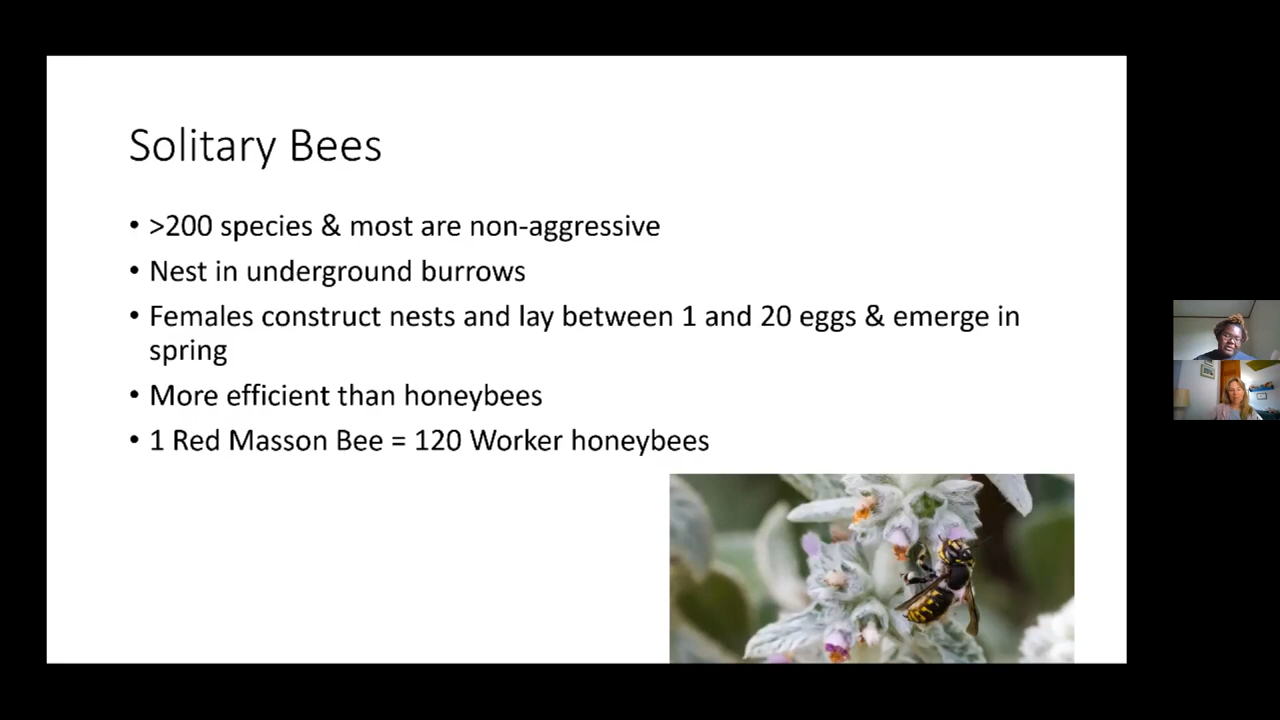 Solitary Bees
• >200 species & most are non-aggressive
• Nest in underground burrows
• Females construct nests and lay between 1 and 20 eggs & emerge in
spring
• More efficient than honeybees
• 1 Red Masson Bee = 120 Worker honeybees